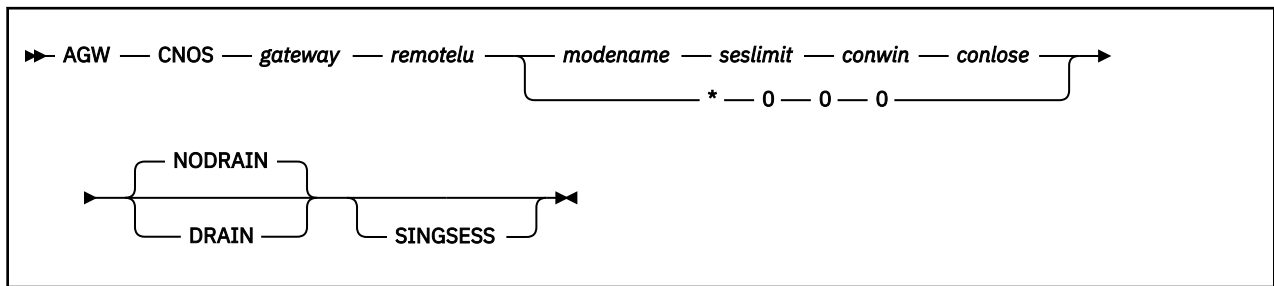 AGW CNOS gateway remotelu modename seslimit conwin conlose
* 0 0 0
NODRAIN
DRAIN
SINGSESS